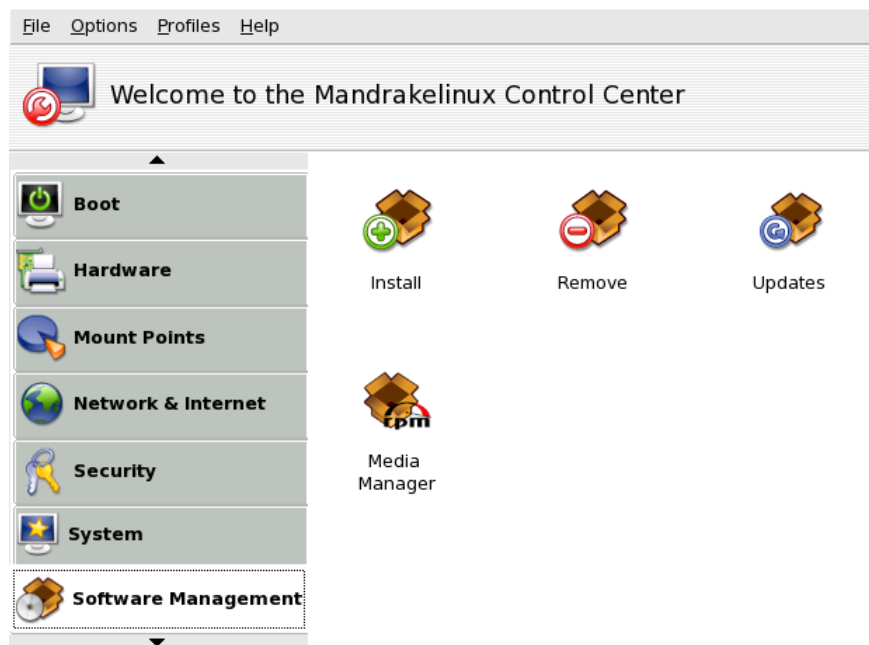 File Options Profiles Help
Welcome to the Mandrakelinux Control Center
Boot
Hardware
Mount Points
Network & Internet
Security
System
Software Management
Install
Remove
Updates
rpm
Media
Manager